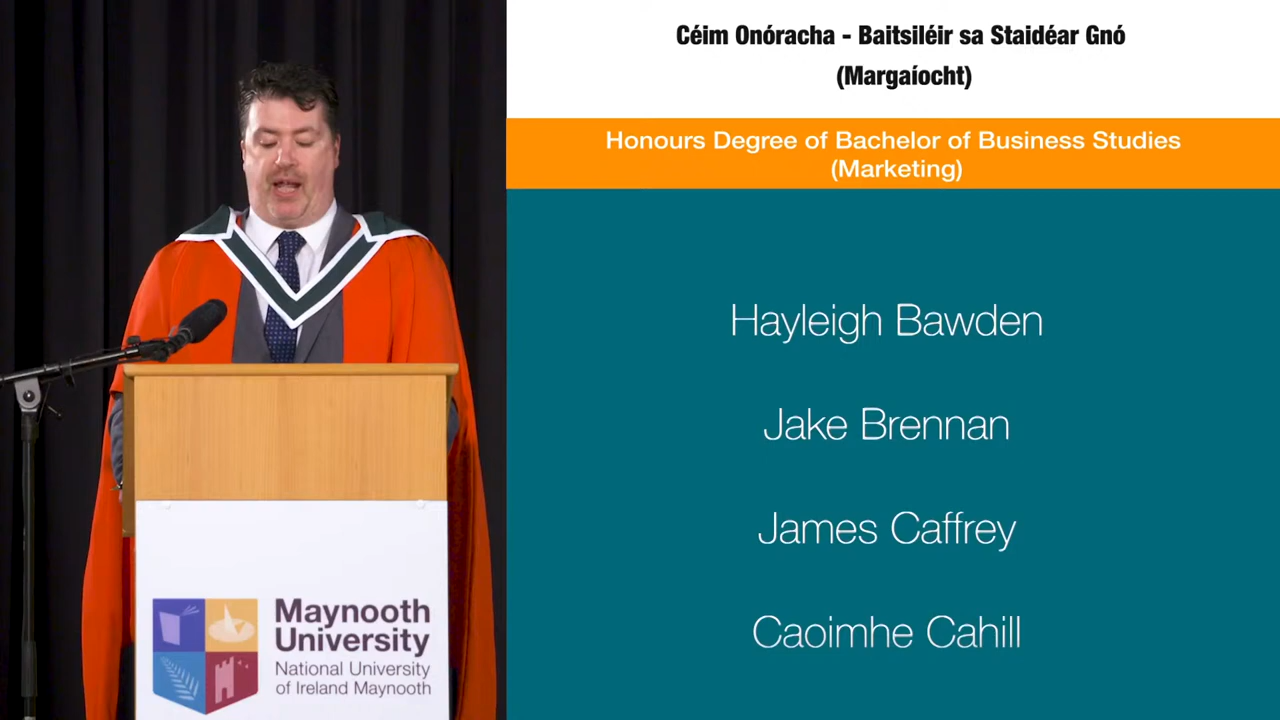 Céim Onóracha - Baitsiléir sa Staidéar Gnó
(Margaíocht)
Honours Degree of Bachelor of Business Studies
(Marketing)
Hayleigh Bawden
Jake Brennan
James Caffrey
Caoimhe Cahill
Maynooth
University
National University
of Ireland Maynooth